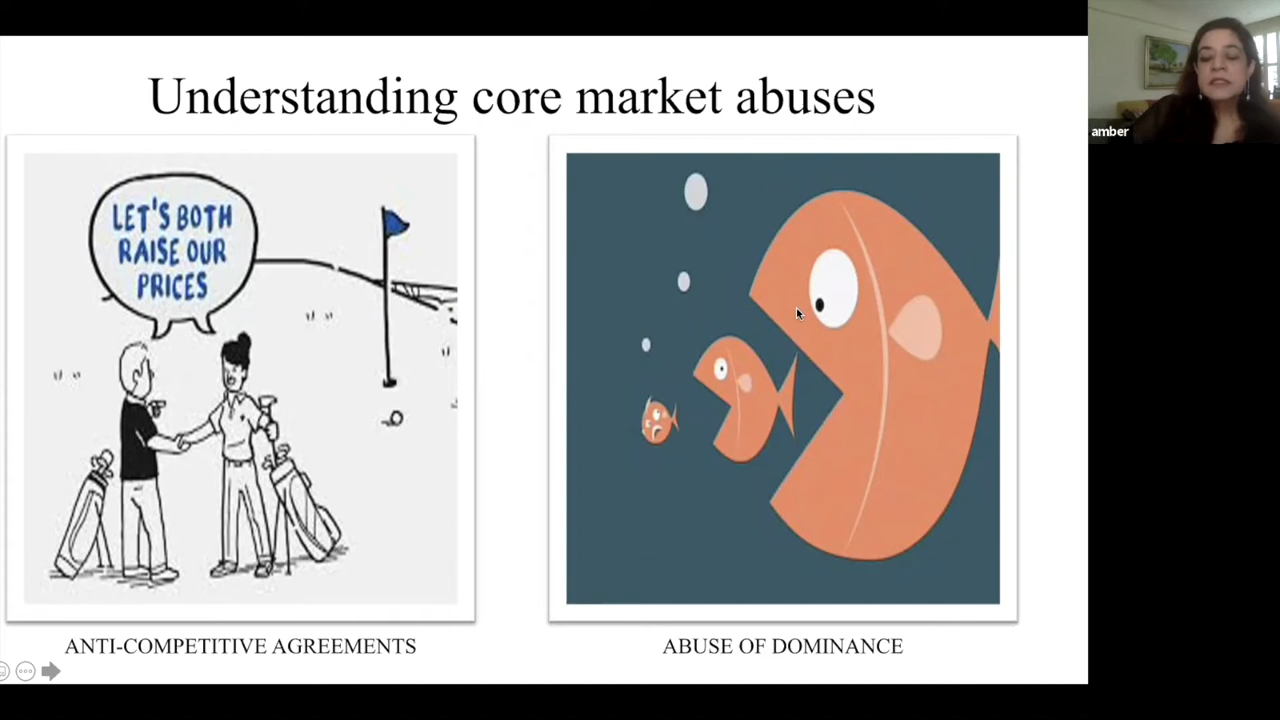 Understanding core market abuses
LET'S BOTH
RAISE OUR
PRICES
ANTI-COMPETITIVE AGREEMENTS
ABUSE OF DOMINANCE
amber